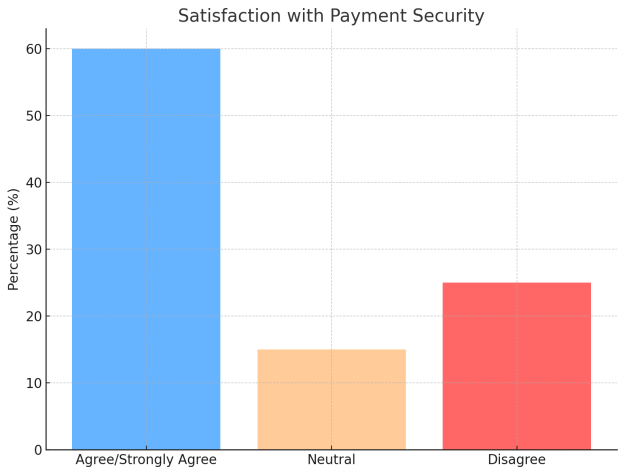 Satisfaction with Payment Security
Percentage (%)
60
50
40
30
20
10
0
Agree/Strongly Agree
Neutral
Disagree